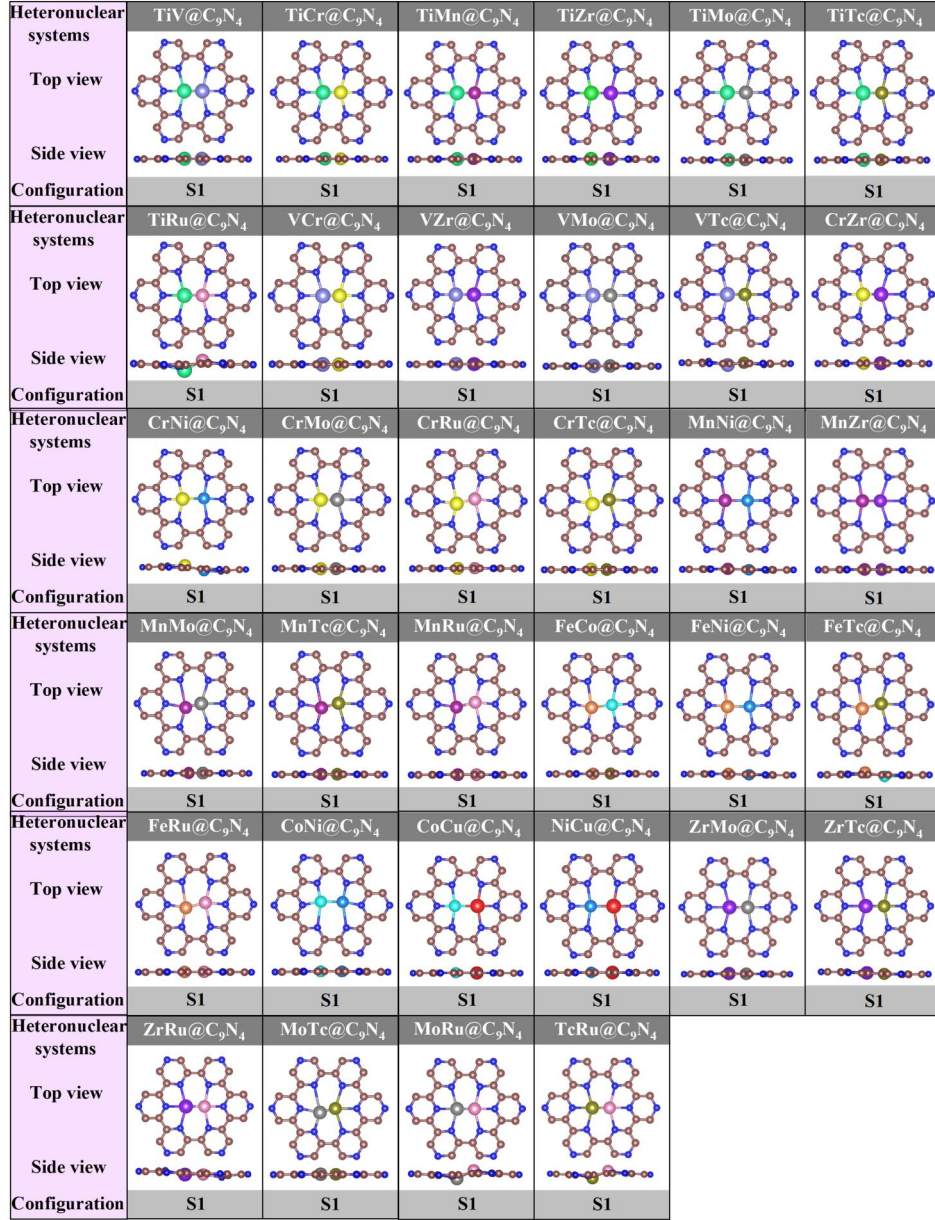 Heteronuclear systems TiV@C₉N₄ TiCr@C₉N₄ TiMn@C₉N₄ TiZr@C₉N₄ TiMo@C₉N₄ TiTc@C₉N₄
Top view
Side view
Configuration S1 S1 S1 S1 S1 S1
Heteronuclear systems TiRu@C₉N₄ VCr@C₉N₄ VZr@C₉N₄ VMo@C₉N₄ VTc@C₉N₄ CrZr@C₉N₄
Top view
Side view
Configuration S1 S1 S1 S1 S1 S1
Heteronuclear systems CrNi@C₉N₄ CrMo@C₉N₄ CrRu@C₉N₄ CrTc@C₉N₄ MnNi@C₉N₄ MnZr@C₉N₄
Top view
Side view
Configuration S1 S1 S1 S1 S1 S1
Heteronuclear systems MnMo@C₉N₄ MnTc@C₉N₄ MnRu@C₉N₄ FeCo@C₉N₄ FeNi@C₉N₄ FeTc@C₉N₄
Top view
Side view
Configuration S1 S1 S1 S1 S1 S1
Heteronuclear systems FeRu@C₉N₄ CoNi@C₉N₄ CoCu@C₉N₄ NiCu@C₉N₄ ZrMo@C₉N₄ ZrTc@C₉N₄
Top view
Side view
Configuration S1 S1 S1 S1 S1 S1
Heteronuclear systems ZrRu@C₉N₄ MoTc@C₉N₄ MoRu@C₉N₄ TcRu@C₉N₄
Top view
Side view
Configuration S1 S1 S1 S1